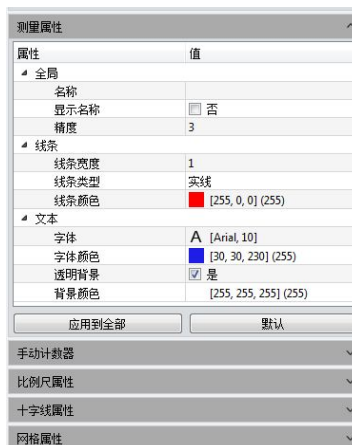 测量属性
属性 值
全局
名称
显示名称 否
精度 3
线条
线条宽度 1
线条类型 实线
线条颜色 [255, 0, 0] (255)
文本
字体 A [Arial, 10]
字体颜色 [30, 30, 230] (255)
透明背景 是
背景颜色 [255, 255, 255] (255)
应用到全部 默认
手动计数器
比例尺属性
十字线属性
网格属性